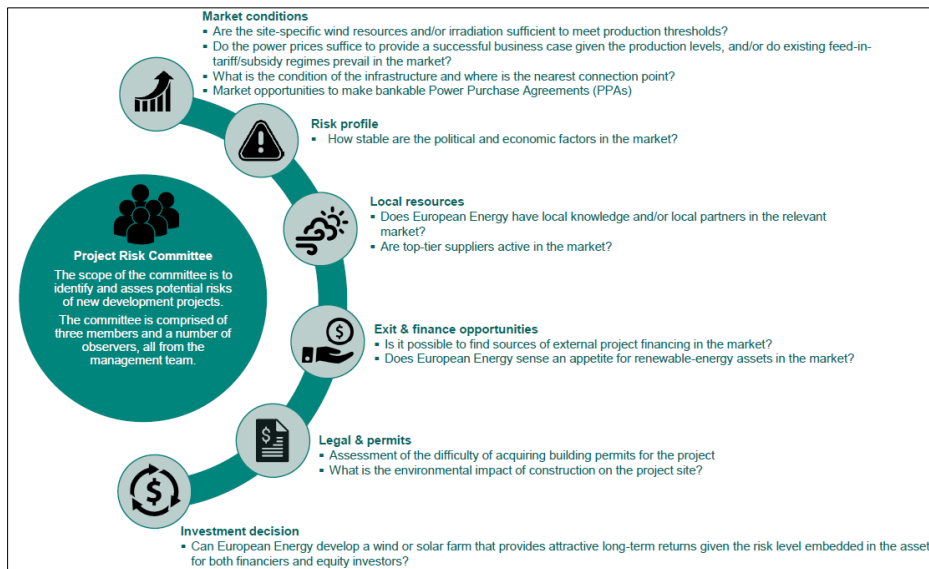 Market conditions
▪ Are the site-specific wind resources and/or irradiation sufficient to meet production thresholds?
▪ Do the power prices suffice to provide a successful business case given the production levels, and/or do existing feed-in-
tariff/subsidy regimes prevail in the market?
▪ What is the condition of the infrastructure and where is the nearest connection point?
▪ Market opportunities to make bankable Power Purchase Agreements (PPAs)
Risk profile
▪ How stable are the political and economic factors in the market?
Local resources
▪ Does European Energy have local knowledge and/or local partners in the relevant
market?
▪ Are top-tier suppliers active in the market?
Project Risk Committee
The scope of the committee is to
identify and asses potential risks
of new development projects.
The committee is comprised of
three members and a number of
observers, all from the
management team.
Exit & finance opportunities
▪ Is it possible to find sources of external project financing in the market?
▪ Does European Energy sense an appetite for renewable-energy assets in the market?
Legal & permits
▪ Assessment of the difficulty of acquiring building permits for the project
▪ What is the environmental impact of construction on the project site?
Investment decision
▪ Can European Energy develop a wind or solar farm that provides attractive long-term returns given the risk level embedded in the asset
for both financiers and equity investors?